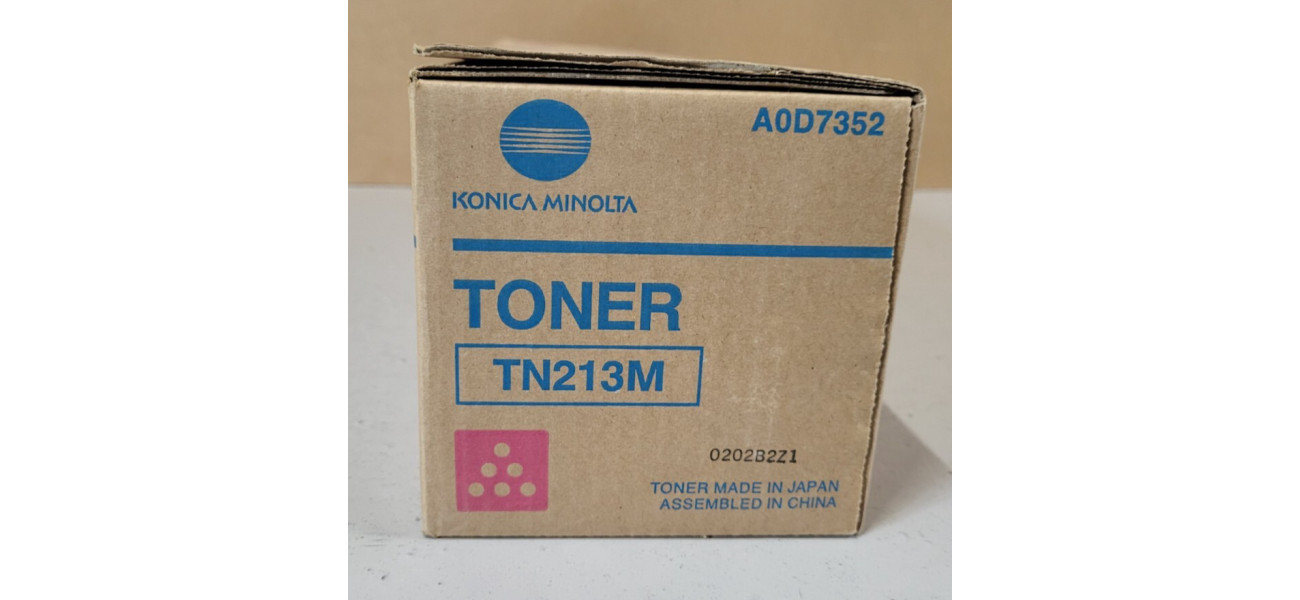 A0D7352
KONICA MINOLTA
TONER
TN213M
0202B2Z1
TONER MADE IN JAPAN
ASSEMBLED IN CHINA